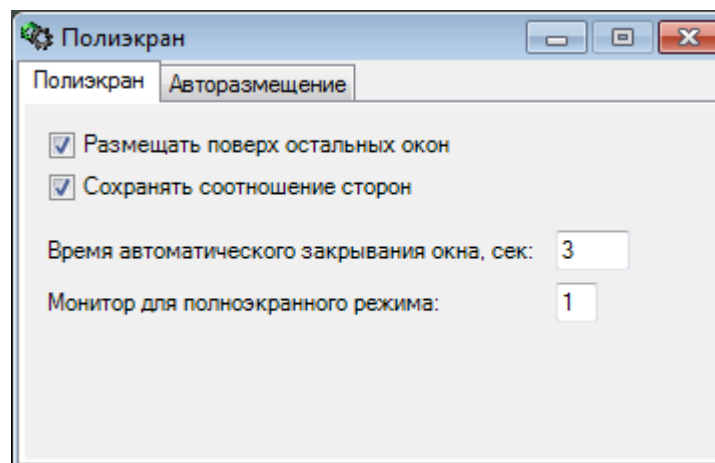 Полиэкран
Полиэкран Авторазмещение
Размещать поверх остальных окон
Сохранять соотношение сторон
Время автоматического закрывания окна, сек: 3
Монитор для полноэкранного режима: 1